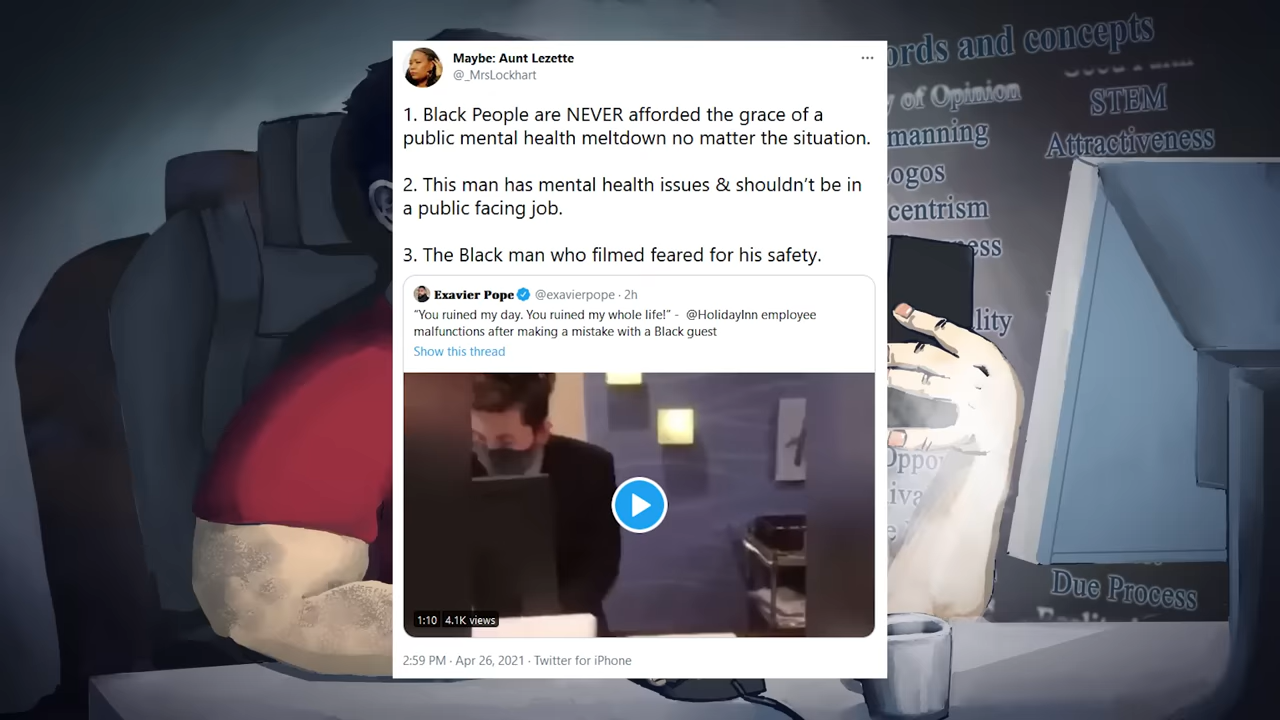 Maybe: Aunt Lezette
@_MrsLockhart
1. Black People are NEVER afforded the grace of a
public mental health meltdown no matter the situation.
2. This man has mental health issues & shouldn't be in
a public facing job.
3. The Black man who filmed feared for his safety.
Exavier Pope @exavierpope · 2h
"You ruined my day. You ruined my whole life!" - @HolidayInn employee
malfunctions after making a mistake with a Black guest
Show this thread
1:10 4.1K views
2:59 PM · Apr 26, 2021 · Twitter for iPhone
ords and concepts
y of Opinion
manning
ogos
centrism
ess
lity
Oppo
iva
STEM
Attractiveness
Due Process